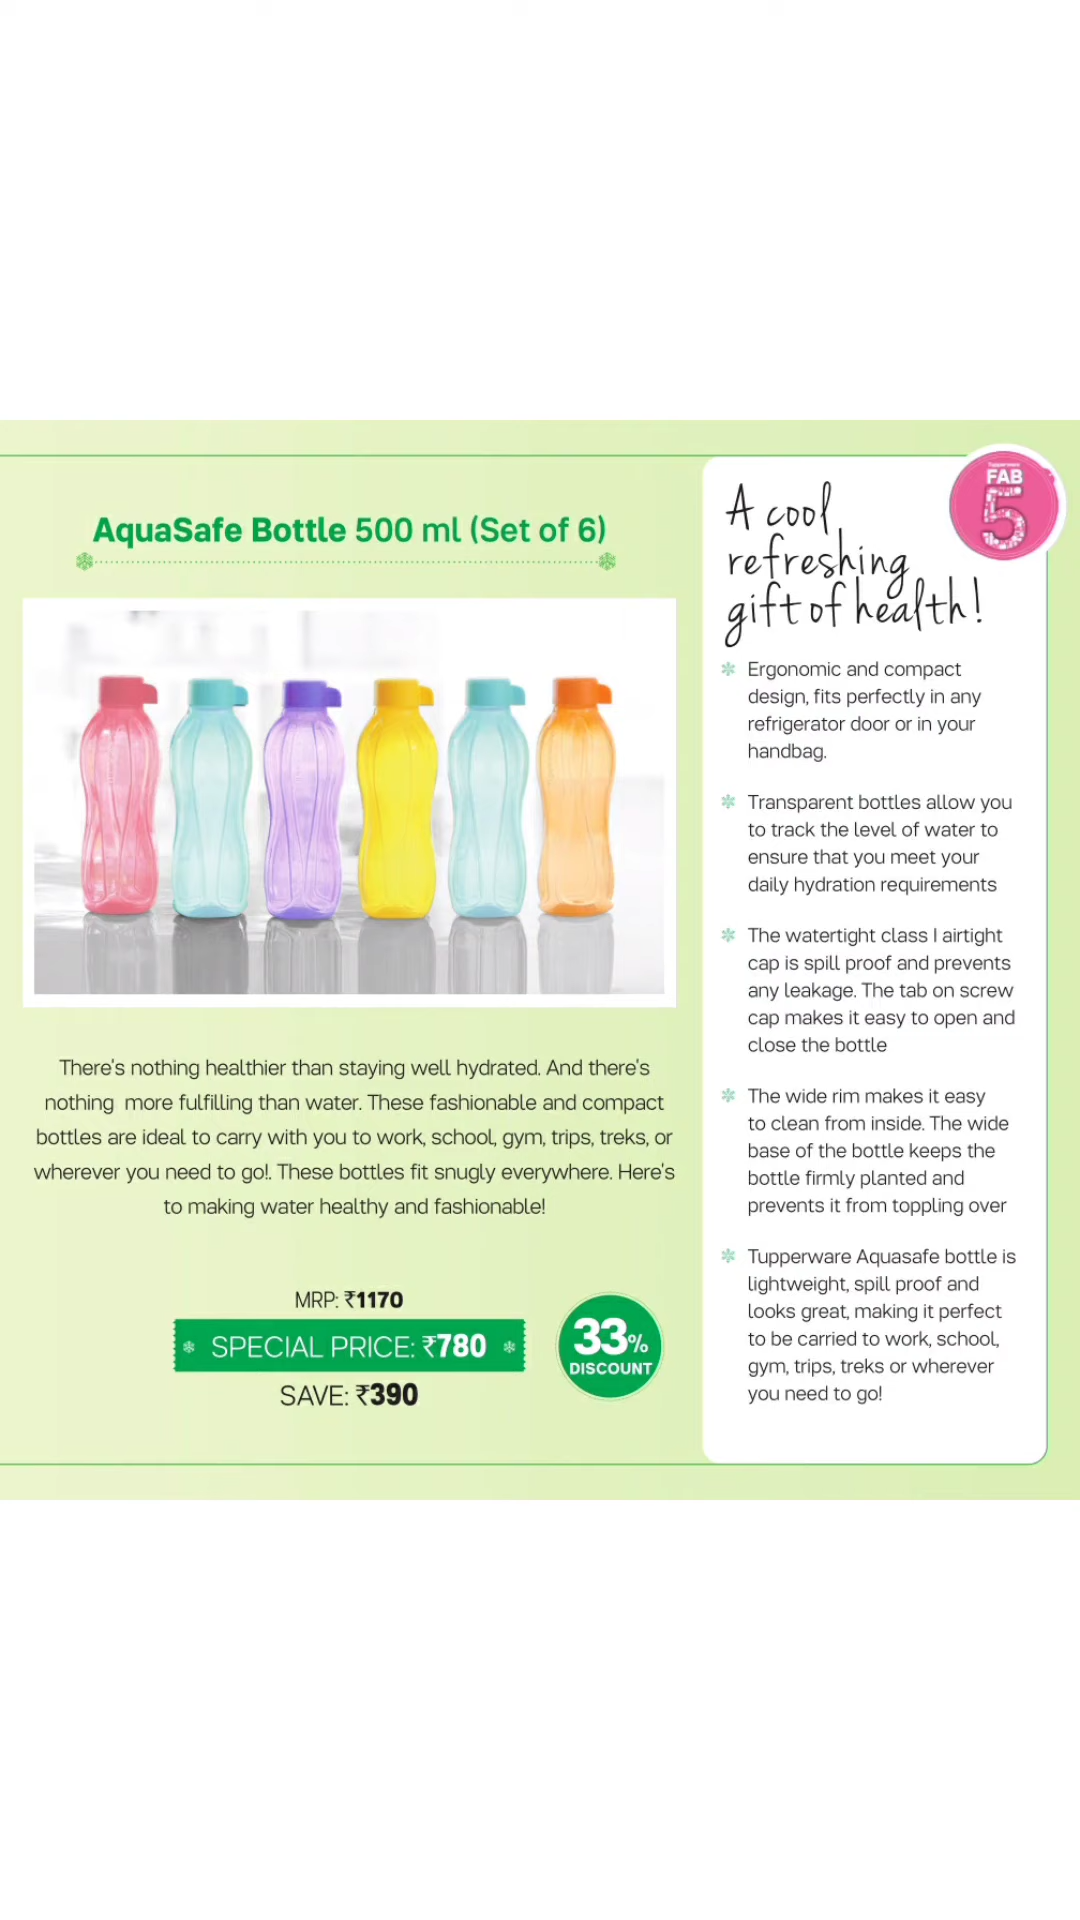 AquaSafe Bottle 500 ml (Set of 6)
There's nothing healthier than staying well hydrated. And there's
nothing more fulfilling than water. These fashionable and compact
bottles are ideal to carry with you to work, school, gym, trips, treks, or
wherever you need to go!. These bottles fit snugly everywhere. Here's
to making water healthy and fashionable!
MRP: ₹1170
SPECIAL PRICE: ₹780
SAVE: ₹390
33%
DISCOUNT
Tupperware
FAB
5
A cool
refreshing
gift of health!
Ergonomic and compact
design, fits perfectly in any
refrigerator door or in your
handbag.
Transparent bottles allow you
to track the level of water to
ensure that you meet your
daily hydration requirements
The watertight class I airtight
cap is spill proof and prevents
any leakage. The tab on screw
cap makes it easy to open and
close the bottle
The wide rim makes it easy
to clean from inside. The wide
base of the bottle keeps the
bottle firmly planted and
prevents it from toppling over
Tupperware Aquasafe bottle is
lightweight, spill proof and
looks great, making it perfect
to be carried to work, school,
gym, trips, treks or wherever
you need to go!